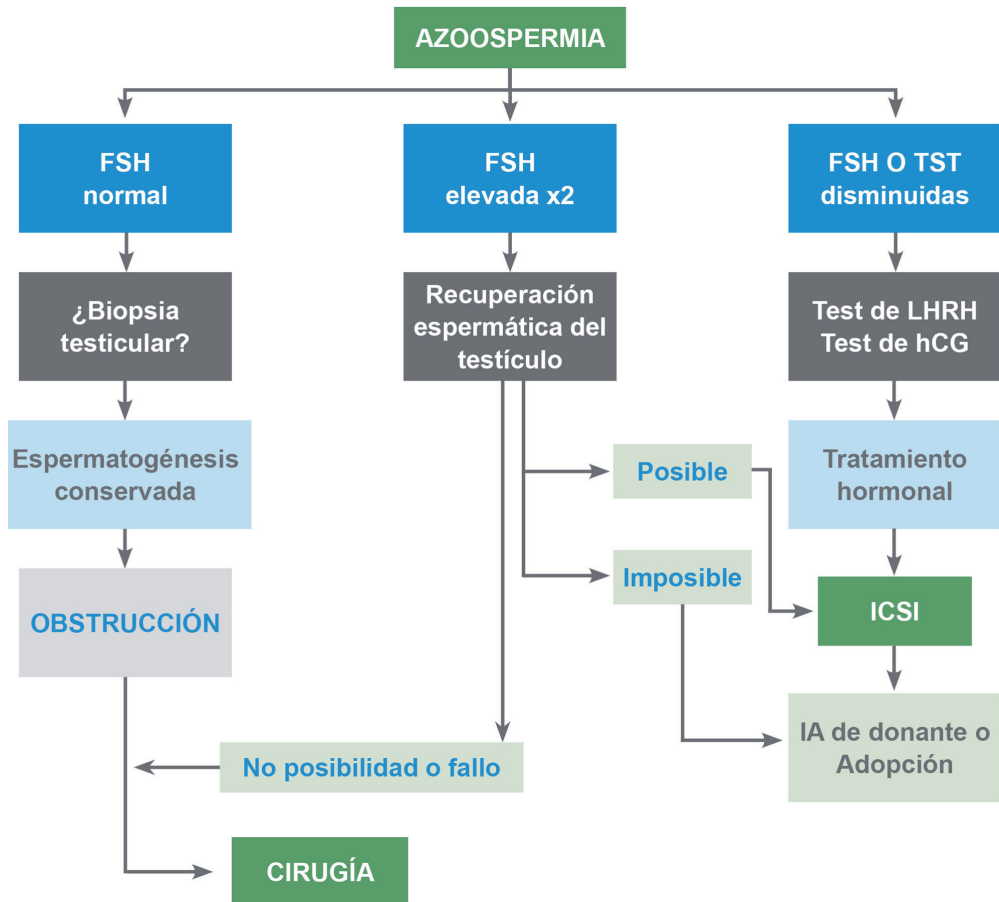 AZOOSPERMIA
FSH
normal
FSH
elevada x2
FSH O TST
disminuidas
¿Biopsia
testicular?
Recuperación
espermática del
testículo
Test de LHRH
Test de hCG
Espermatogénesis
conservada
Posible
Tratamiento
hormonal
Imposible
OBSTRUCCIÓN
ICSI
IA de donante o
Adopción
No posibilidad o fallo
CIRUGÍA